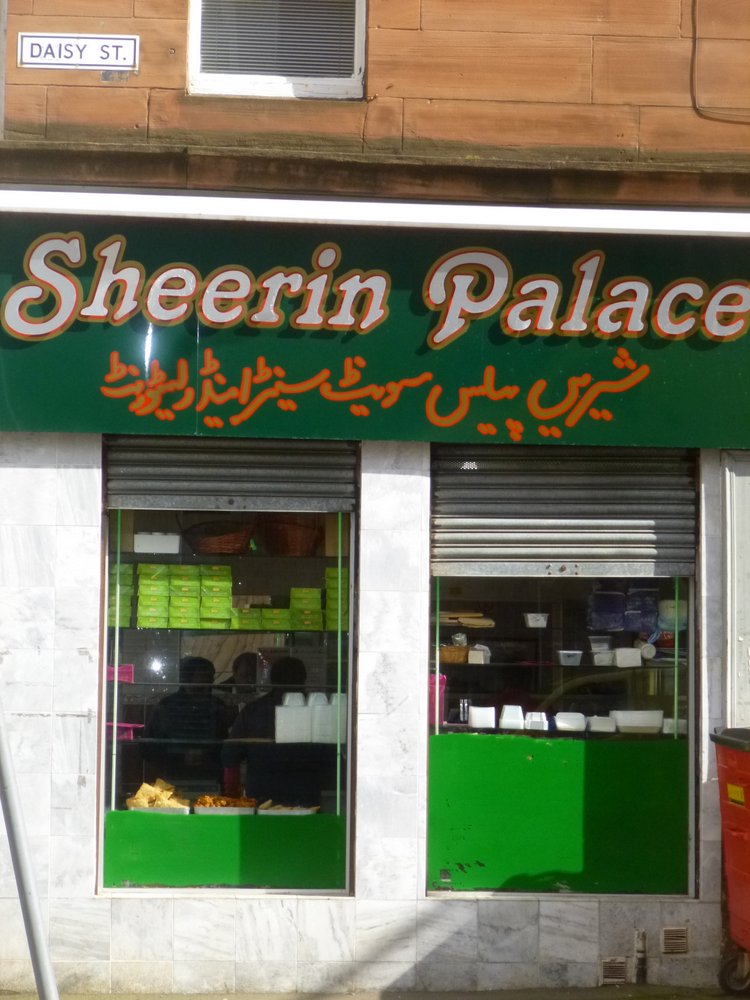 DAISY ST.
Sheerin Palace
شیریں پیلس سویٹ سینٹر اینڈ ریسٹورنٹ